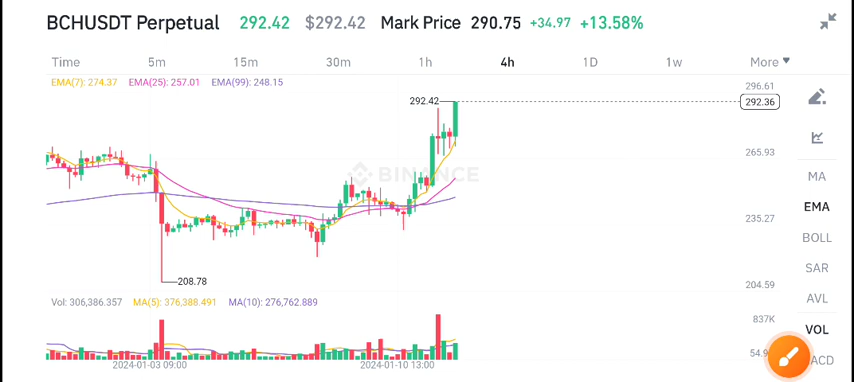 BCHUSDT Perpetual 292.42 $292.42 Mark Price 290.75 +34.97 +13.58%
Time 5m 15m 30m 1h 4h 1D 1w More
EMA(7): 274.37 EMA(25): 257.01 EMA(99): 248.15
296.61
292.42
292.36
265.93
MA
BINANCE
EMA
235.27
BOLL
SAR
208.78
204.59
AVL
Vol: 306,386.357 MA(5): 376,388.491 MA(10): 276,762.889
837K
VOL
54.9
ACD
2024-01-03 09:00 2024-01-10 13:00